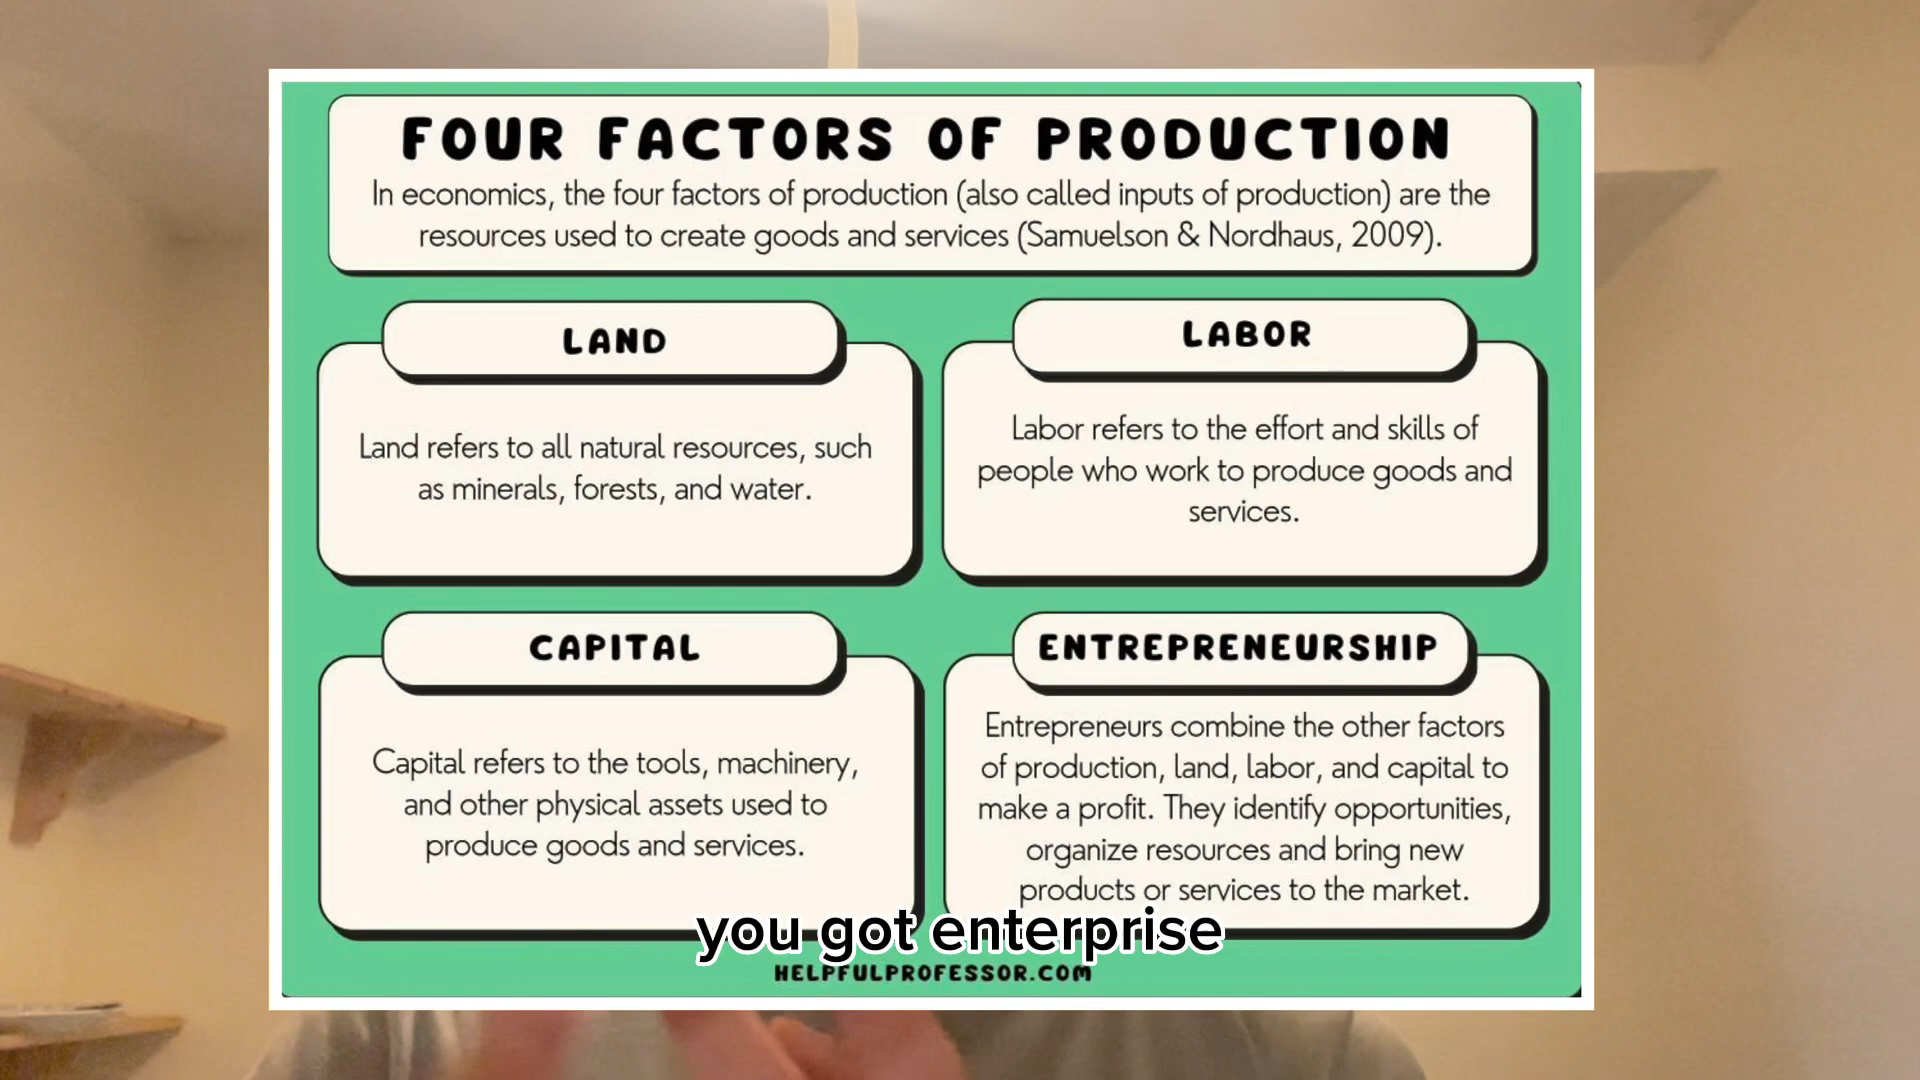 FOUR FACTORS OF PRODUCTION
In economics, the four factors of production (also called inputs of production) are the
resources used to create goods and services (Samuelson & Nordhaus, 2009).
LAND
Land refers to all natural resources, such
as minerals, forests, and water.
LABOR
Labor refers to the effort and skills of
people who work to produce goods and
services.
CAPITAL
Capital refers to the tools, machinery,
and other physical assets used to
produce goods and services.
ENTREPRENEURSHIP
Entrepreneurs combine the other factors
of production, land, labor, and capital to
make a profit. They identify opportunities,
organize resources and bring new
products or services to the market.
you got enterprise
HELPFULPROFESSOR.COM